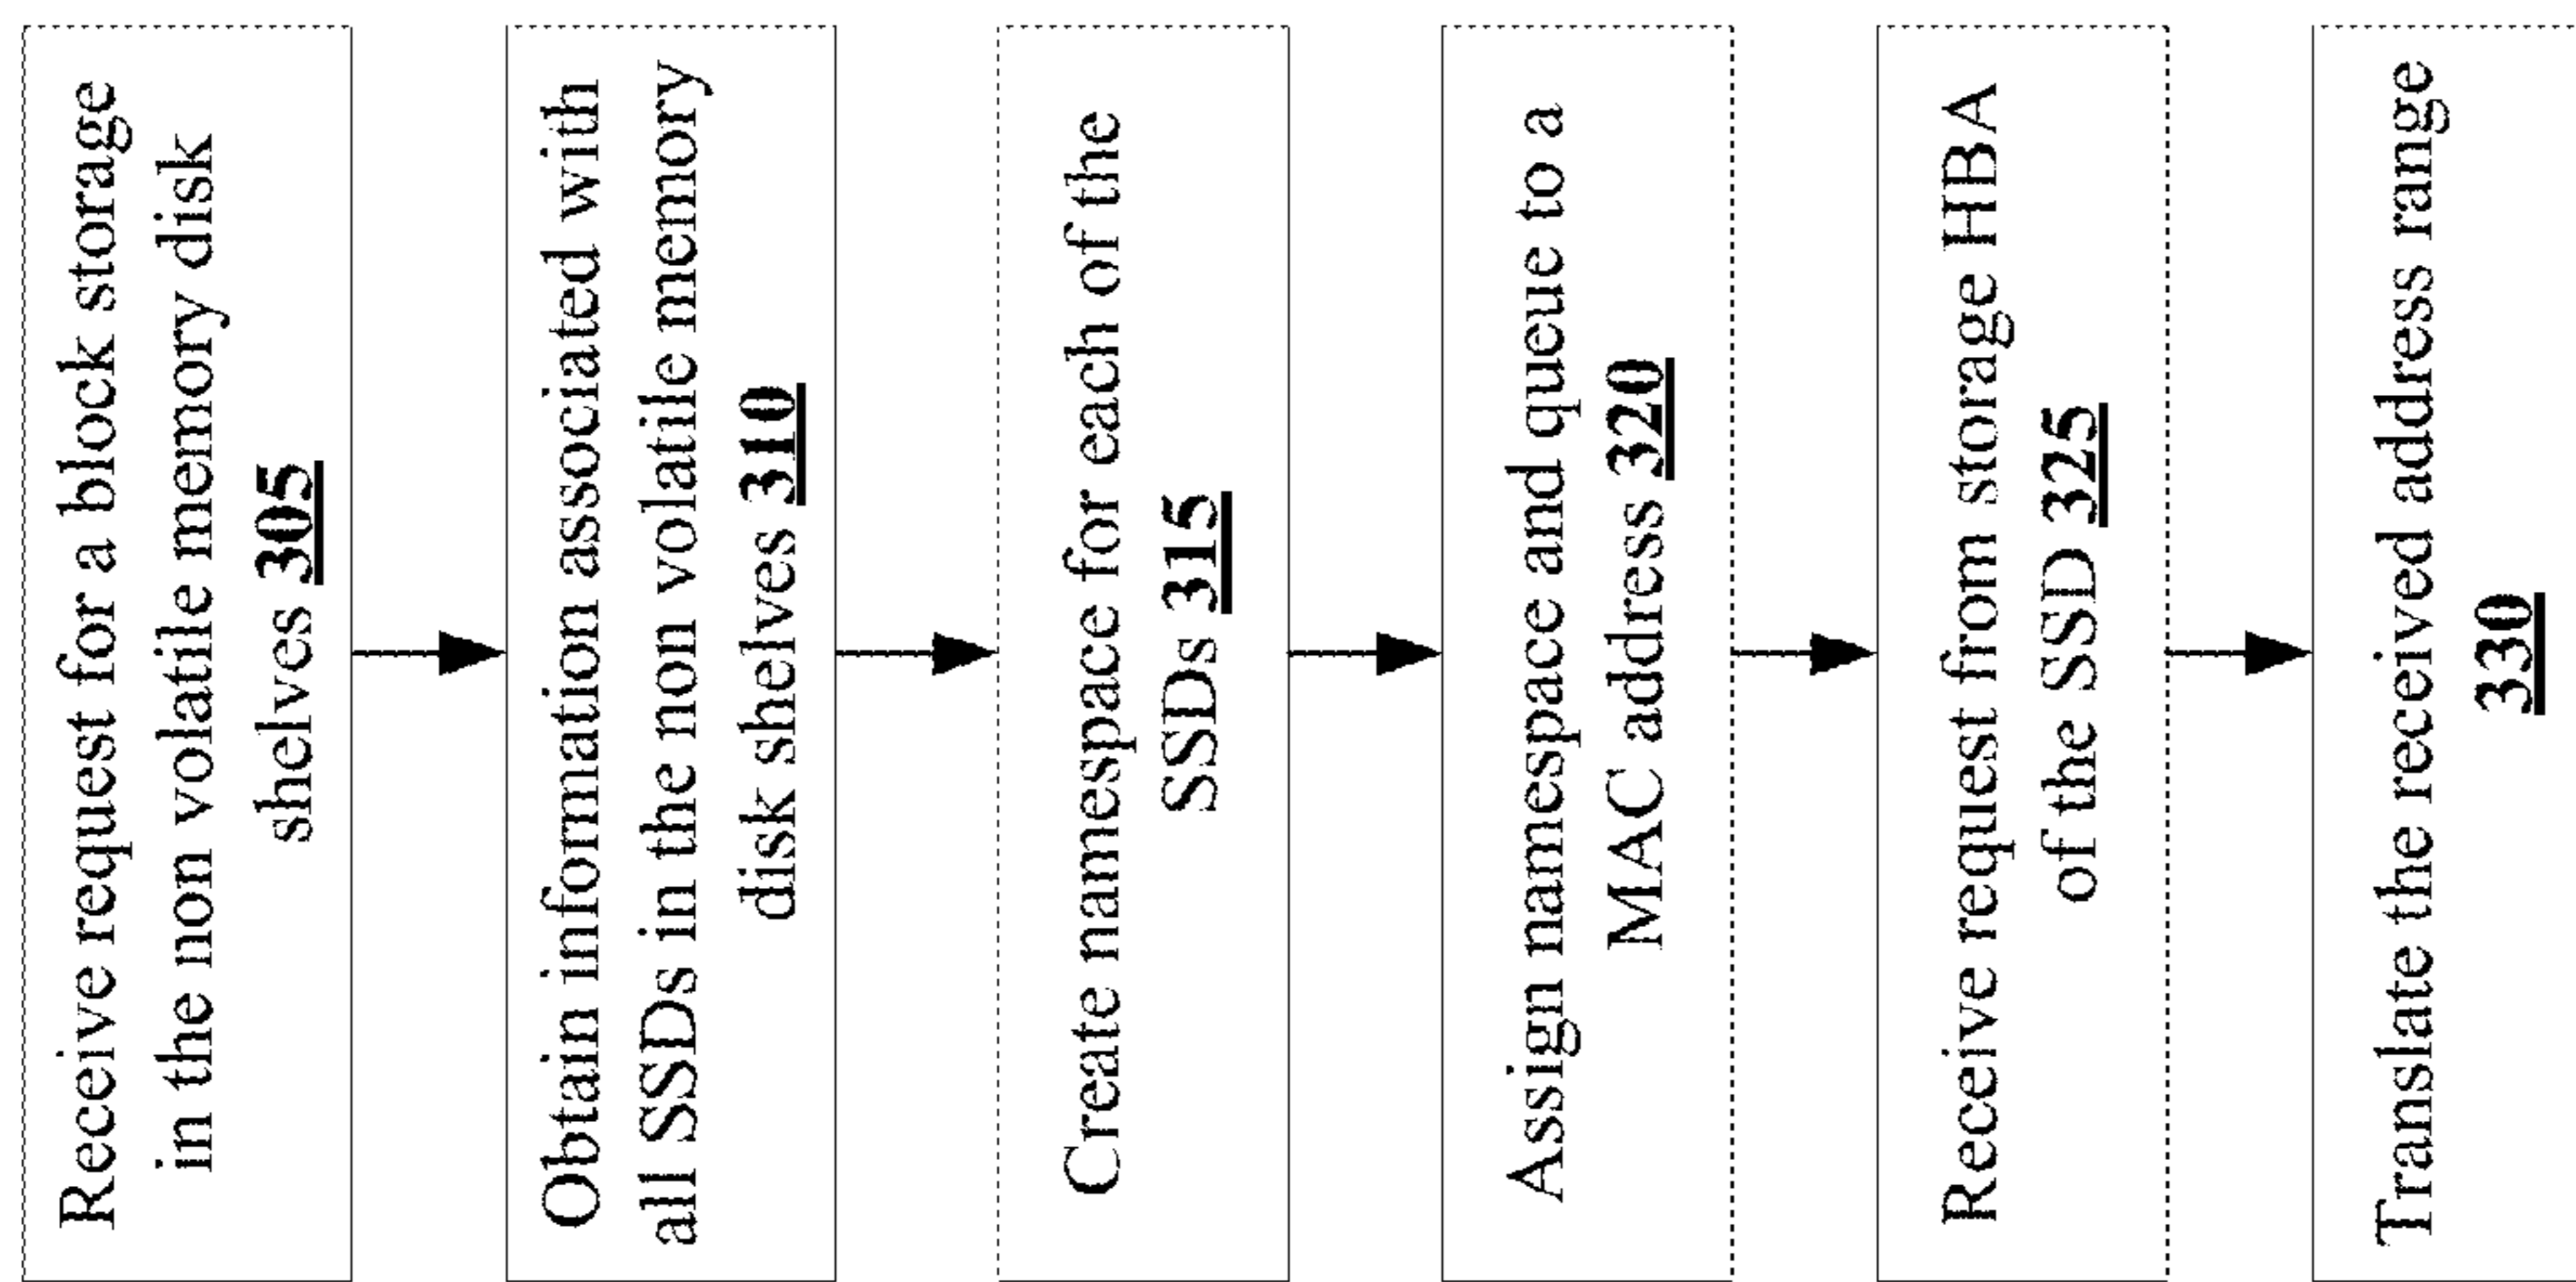 Receive request for a block storage
in the non volatile memory disk
shelves 305
Obtain information associated with
all SSDs in the non volatile memory
disk shelves 310
Create namespace for each of the
SSDs 315
Assign namespace and queue to a
MAC address 320
Receive request from storage HBA
of the SSD 325
Translate the received address range
330